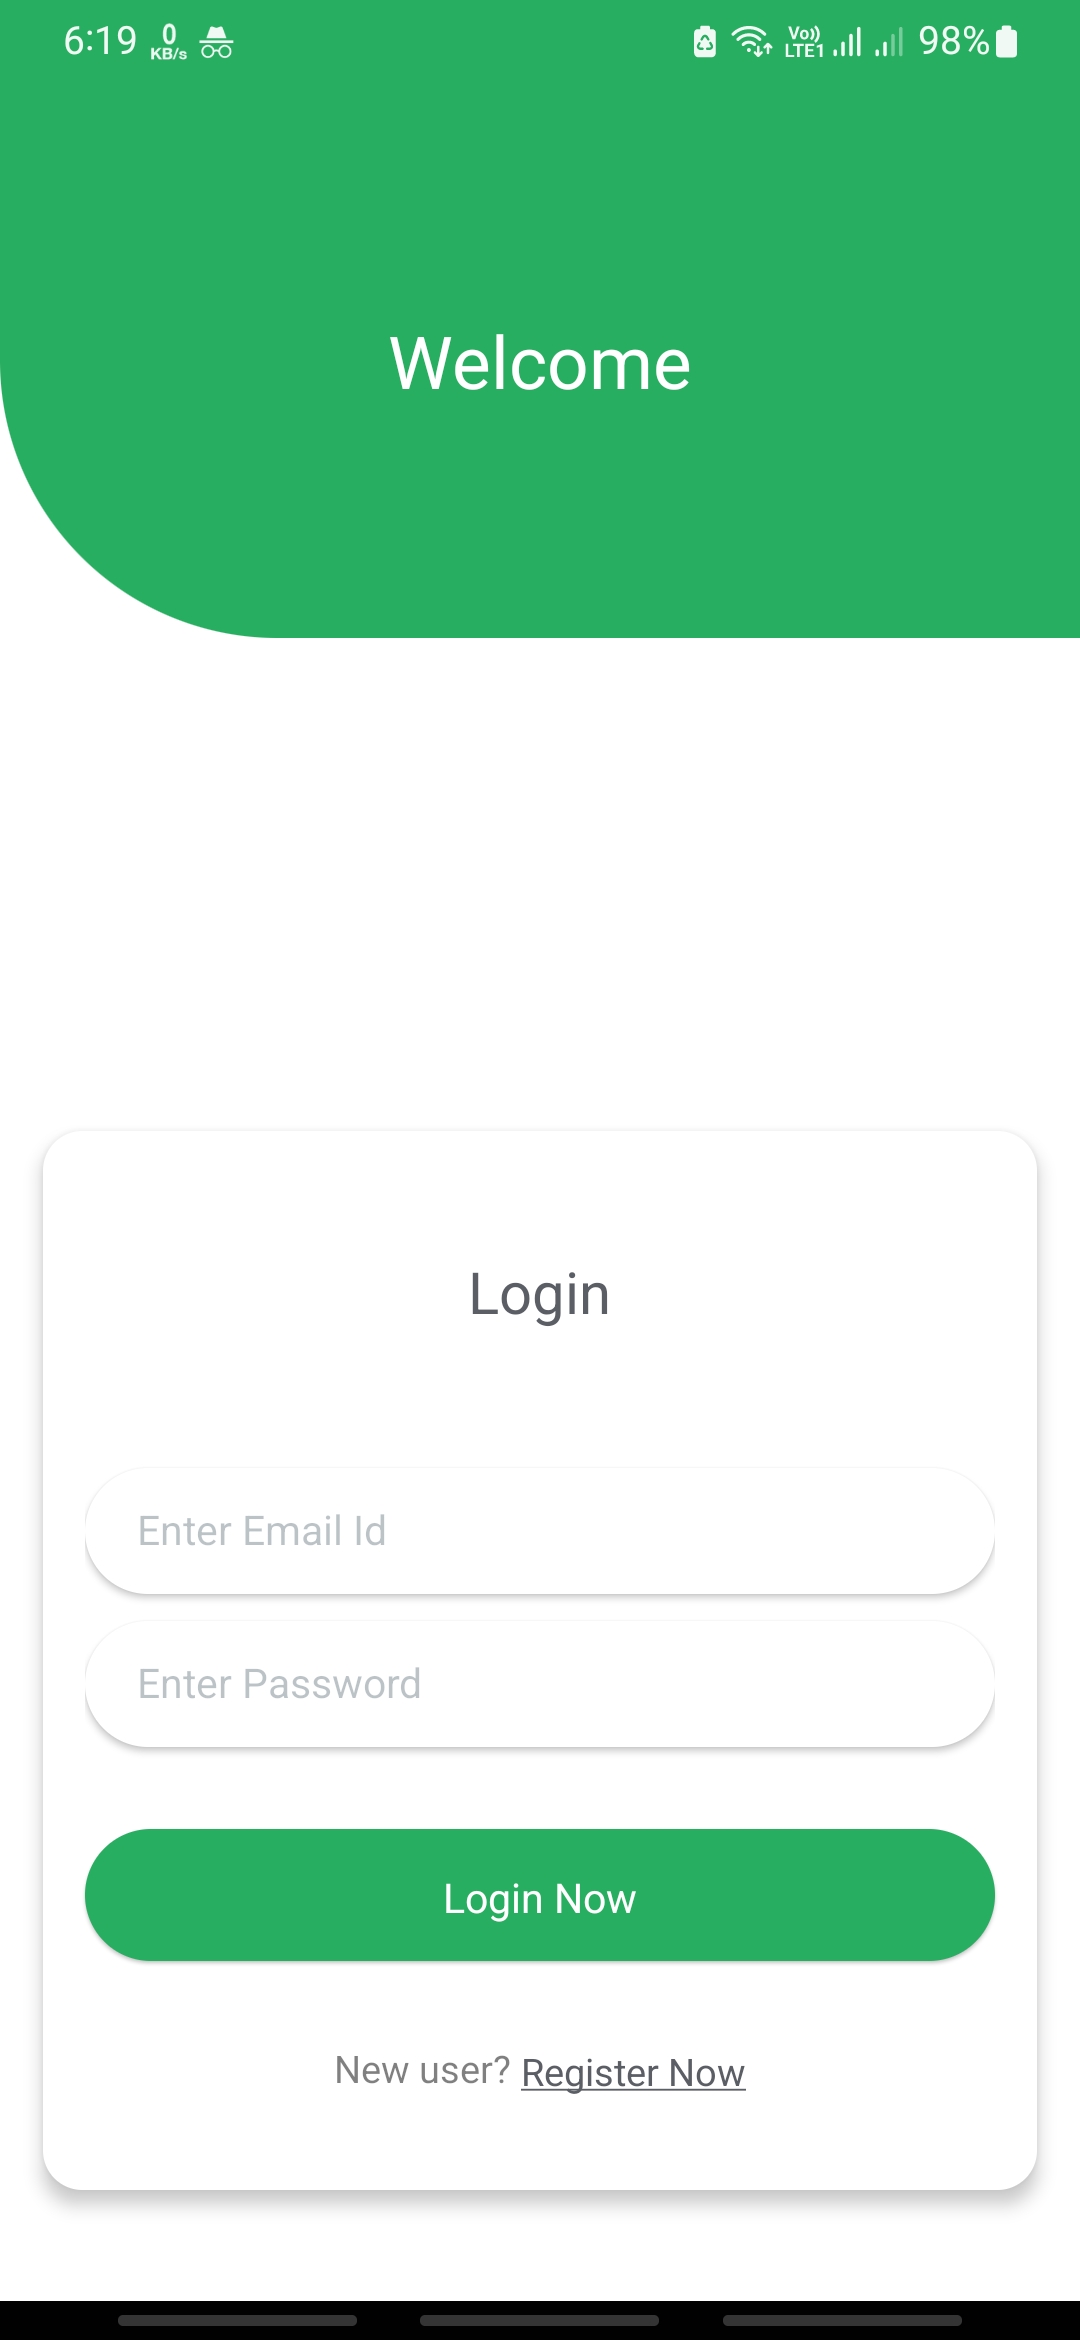 6:19 0 KB/s Vo)) LTE1 98%
Welcome
Login
Enter Email Id
Enter Password
Login Now
New user? Register Now